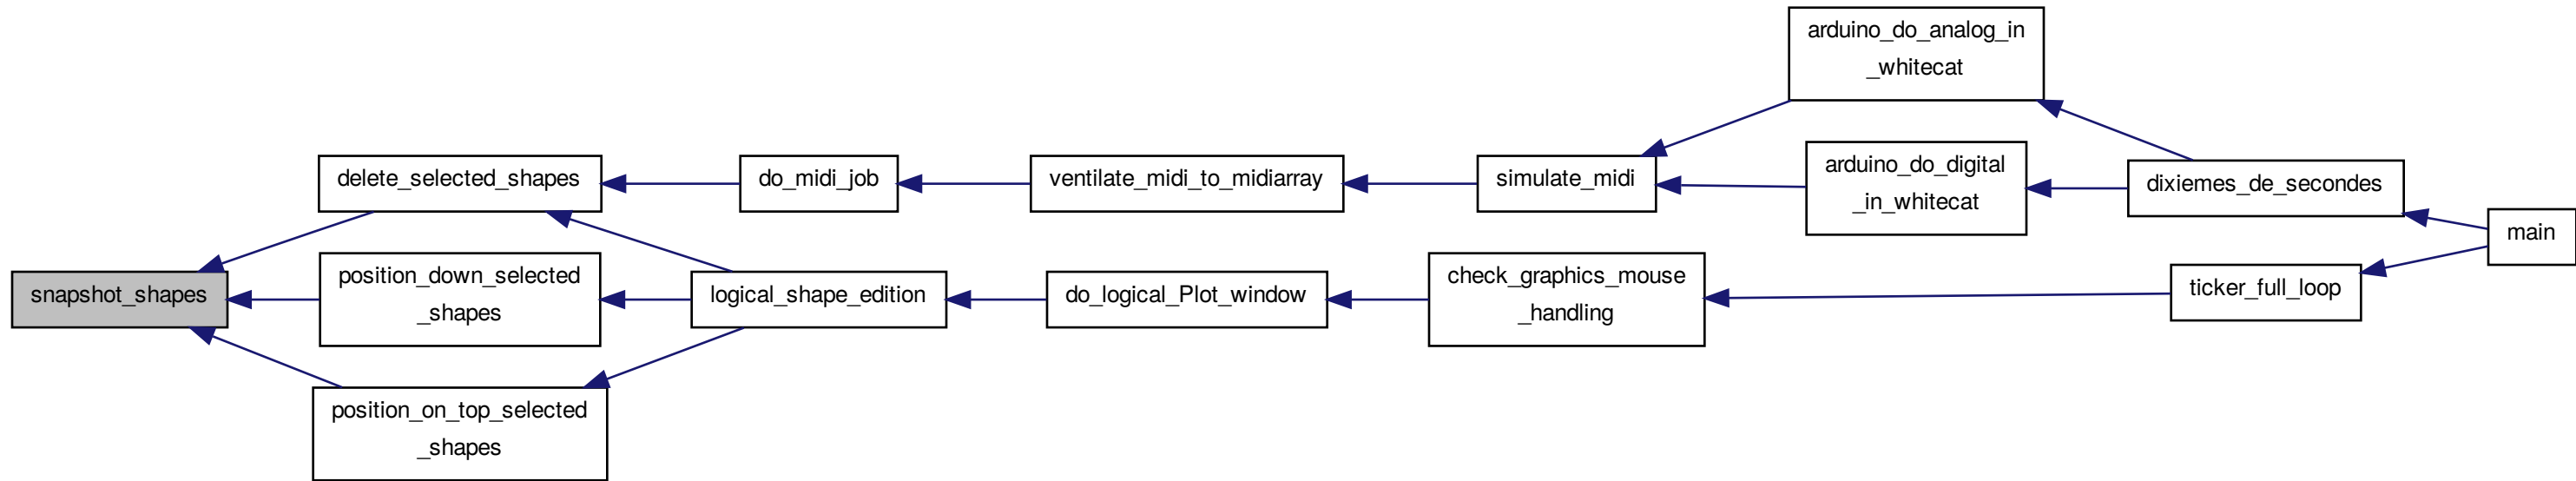 snapshot_shapes
delete_selected_shapes
position_down_selected
_shapes
position_on_top_selected
_shapes
do_midi_job
logical_shape_edition
ventilate_midi_to_midiarray
do_logical_Plot_window
simulate_midi
check_graphics_mouse
_handling
arduino_do_analog_in
_whitecat
arduino_do_digital
_in_whitecat
dixiemes_de_secondes
ticker_full_loop
main